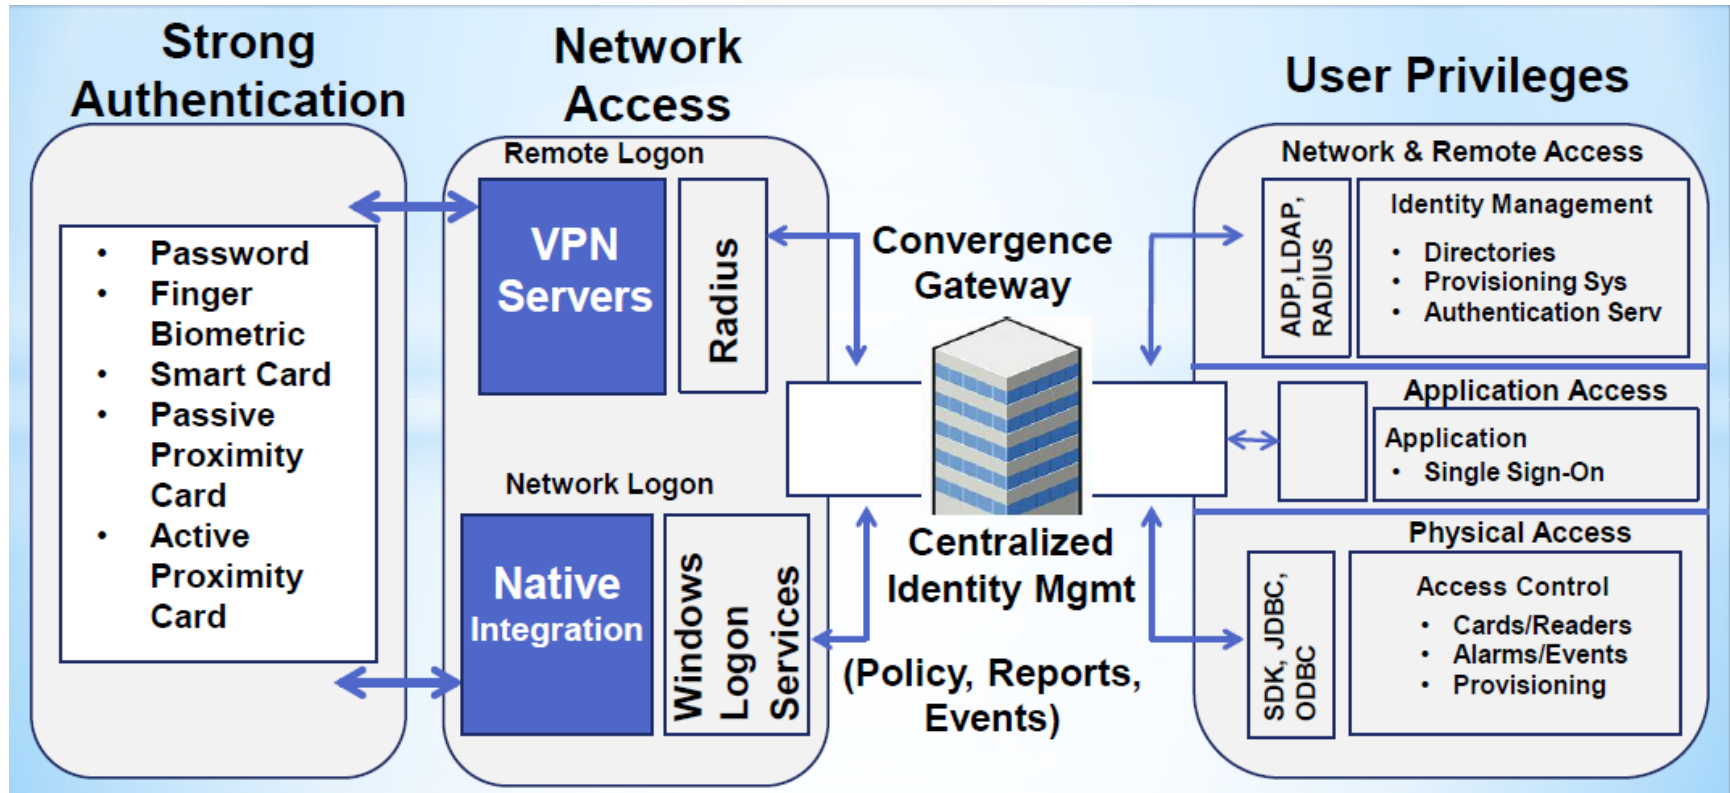 Strong
Authentication
• Password
• Finger
Biometric
• Smart Card
• Passive
Proximity
Card
• Active
Proximity
Card
Network
Access
Remote Logon
VPN
Servers
Radius
Network Logon
Native
Integration
Windows
Logon
Services
Convergence
Gateway
Centralized
Identity Mgmt
(Policy, Reports,
Events)
User Privileges
Network & Remote Access
ADP,LDAP,
RADIUS
Identity Management
• Directories
• Provisioning Sys
• Authentication Serv
Application Access
Application
• Single Sign-On
Physical Access
SDK, JDBC,
ODBC
Access Control
• Cards/Readers
• Alarms/Events
• Provisioning